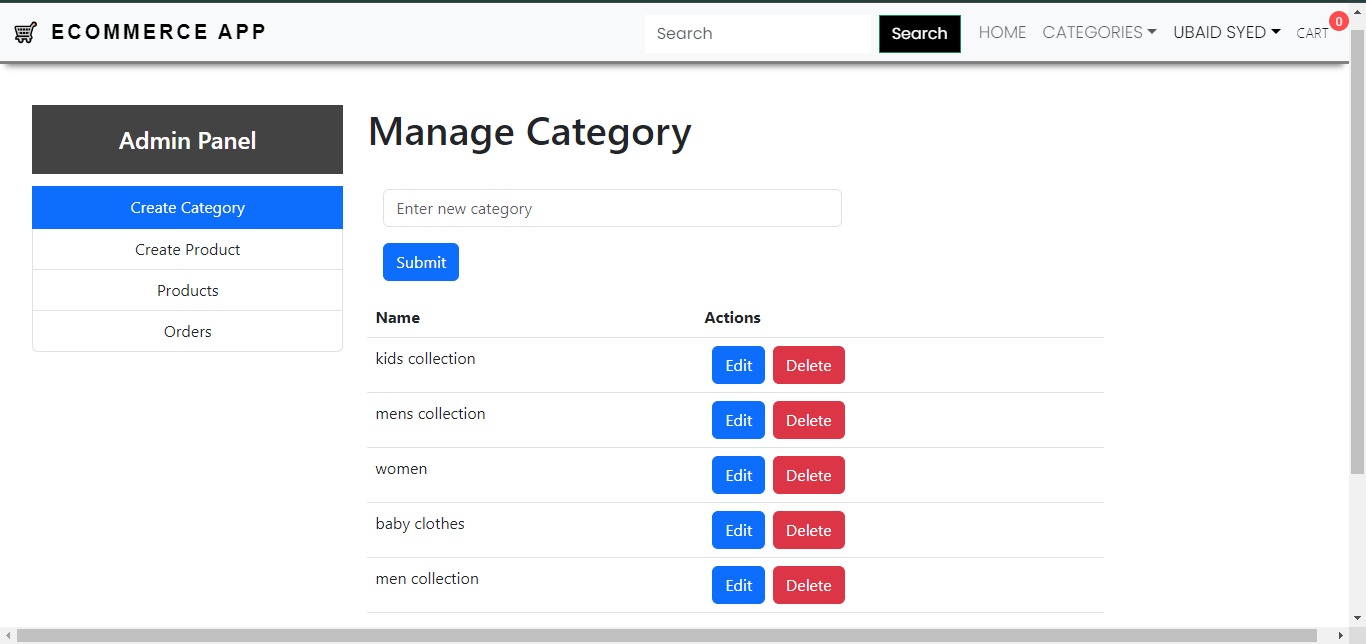 ECOMMERCE APP
Search
Search
HOME
CATEGORIES
UBAID SYED
CART
0
Admin Panel
Create Category
Create Product
Products
Orders
Manage Category
Enter new category
Submit
Name Actions
kids collection Edit Delete
mens collection Edit Delete
women Edit Delete
baby clothes Edit Delete
men collection Edit Delete